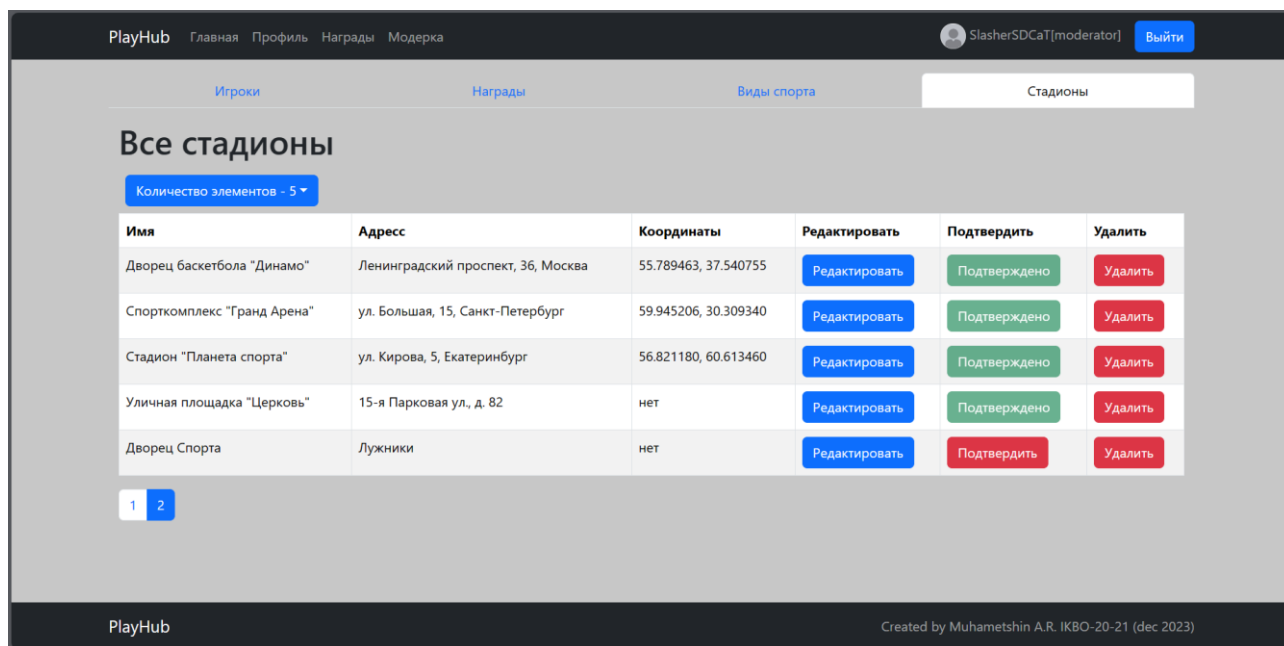 PlayHub Главная Профиль Награды Модерка SlasherSDCaT[moderator] Выйти
Игроки Награды Виды спорта Стадионы
Все стадионы
Количество элементов - 5
Имя Адресс Координаты Редактировать Подтвердить Удалить
Дворец баскетбола "Динамо" Ленинградский проспект, 36, Москва 55.789463, 37.540755 Редактировать Подтверждено Удалить
Спорткомплекс "Гранд Арена" ул. Большая, 15, Санкт-Петербург 59.945206, 30.309340 Редактировать Подтверждено Удалить
Стадион "Планета спорта" ул. Кирова, 5, Екатеринбург 56.821180, 60.613460 Редактировать Подтверждено Удалить
Уличная площадка "Церковь" 15-я Парковая ул., д. 82 нет Редактировать Подтверждено Удалить
Дворец Спорта Лужники нет Редактировать Подтвердить Удалить
1 2
PlayHub Created by Muhametshin A.R. IKBO-20-21 (dec 2023)